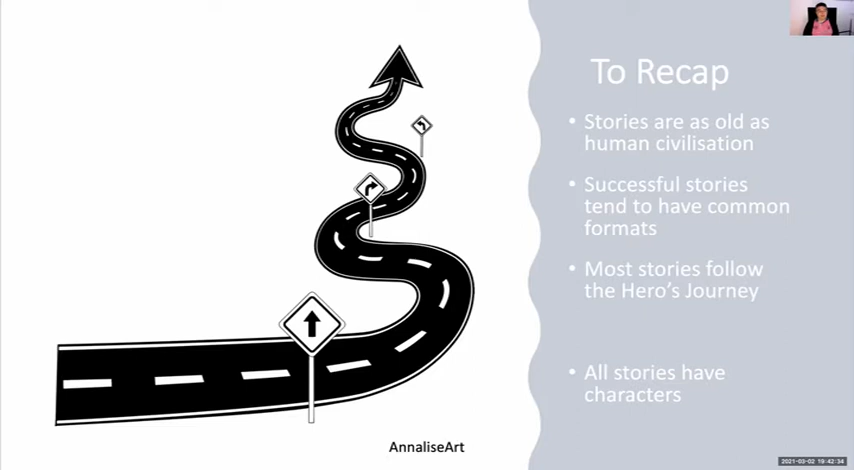 To Recap
• Stories are as old as
human civilisation
• Successful stories
tend to have common
formats
• Most stories follow
the Hero's Journey
• All stories have
characters
AnnaliseArt
2021-03-02 19:42:34